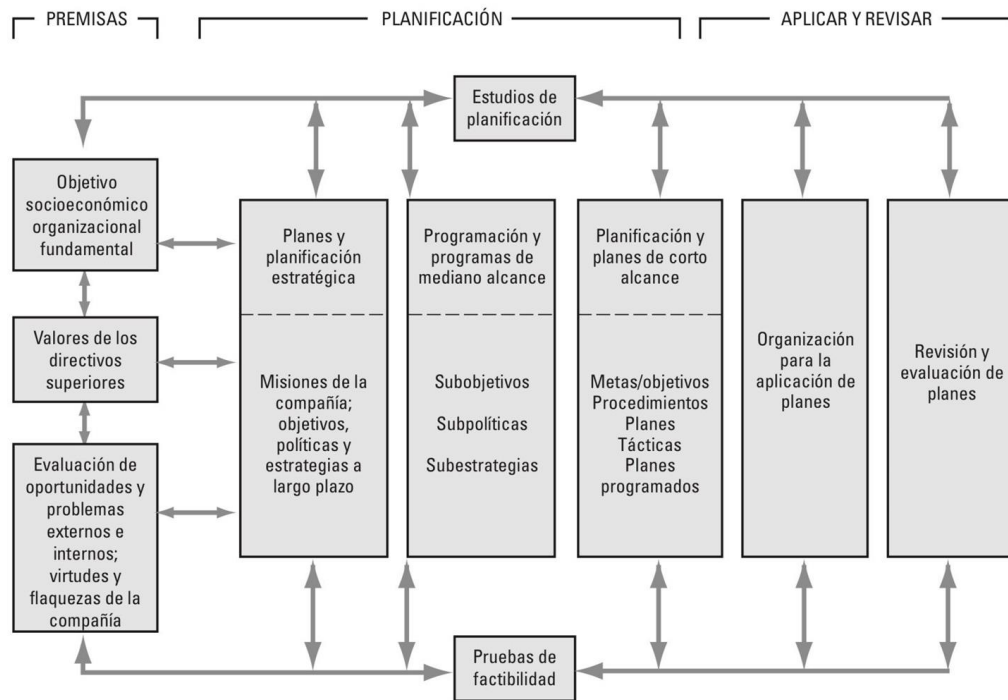 PREMISAS
PLANIFICACIÓN
APLICAR Y REVISAR
Estudios de
planificación
Objetivo
socioeconómico
organizacional
fundamental
Valores de los
directivos
superiores
Evaluación de
oportunidades y
problemas
externos e
internos;
virtudes y
flaquezas de la
compañía
Planes y
planificación
estratégica
Misiones de la
compañía;
objetivos,
políticas y
estrategias a
largo plazo
Programación y
programas de
mediano alcance
Subobjetivos
Subpolíticas
Subestrategias
Planificación y
planes de corto
alcance
Metas/objetivos
Procedimientos
Planes
Tácticas
Planes
programados
Organización
para la
aplicación de
planes
Revisión y
evaluación de
planes
Pruebas de
factibilidad